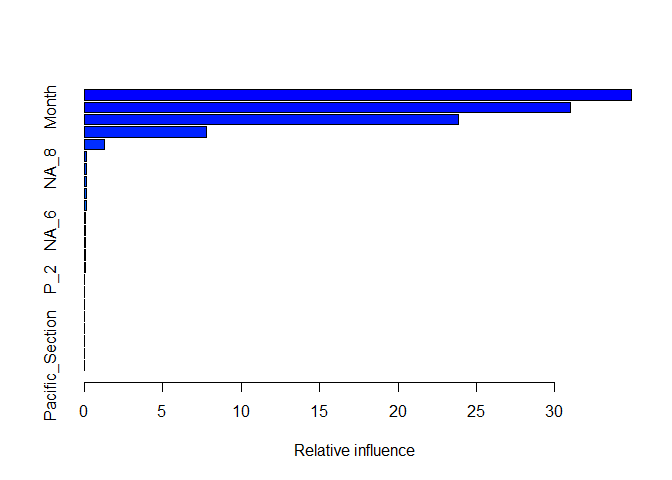 Month
NA_8
NA_6
P_2
Pacific_Section
0 5 10 15 20 25 30
Relative influence